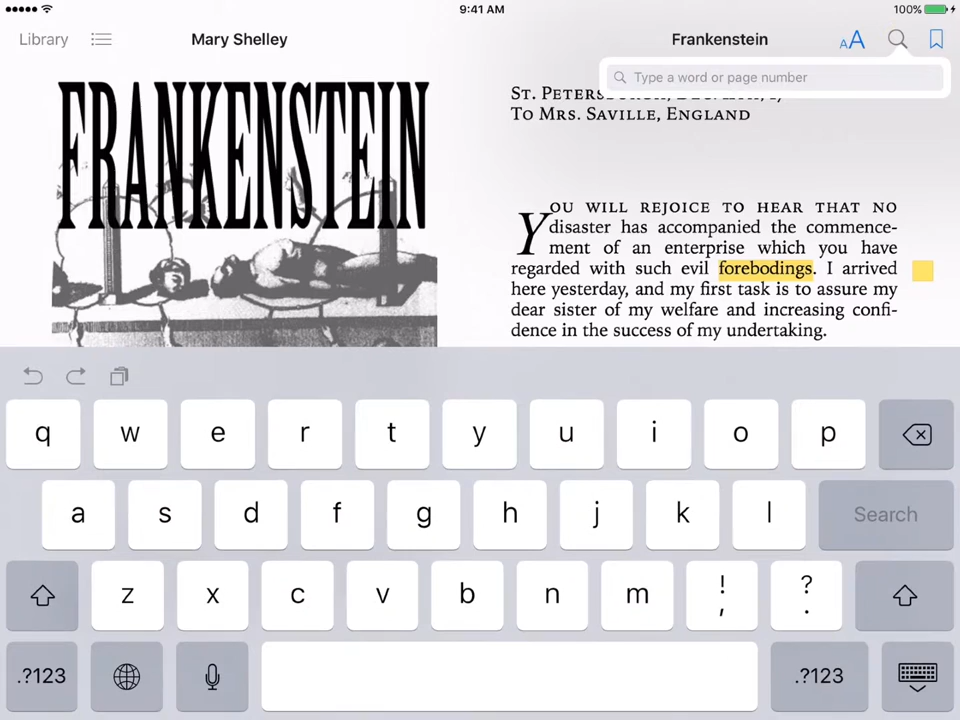 9:41 AM
100%
Library
Mary Shelley
Frankenstein
AA
Type a word or page number
FRANKENSTEIN
TO MRS. SAVILLE, ENGLAND
YOU WILL REJOICE TO HEAR THAT NO
disaster has accompanied the commence-
ment of an enterprise which you have
regarded with such evil forebodings. I arrived
here yesterday, and my first task is to assure my
dear sister of my welfare and increasing confi-
dence in the success of my undertaking.
q w e r t y u i o p
a s d f g h j k l Search
z x c v b n m ! , ? .
.?123 .?123